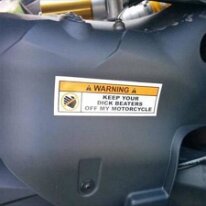 WARNING
KEEP YOUR
DICK BEATERS
OFF MY MOTORCYCLE